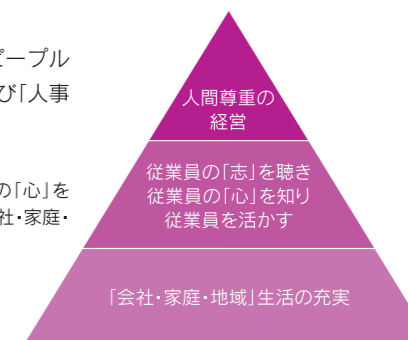 ピープル
び「人事
の「心」を
社・家庭・
人間尊重の
経営
従業員の「志」を聴き
従業員の「心」を知り
従業員を活かす
「会社・家庭・地域」生活の充実